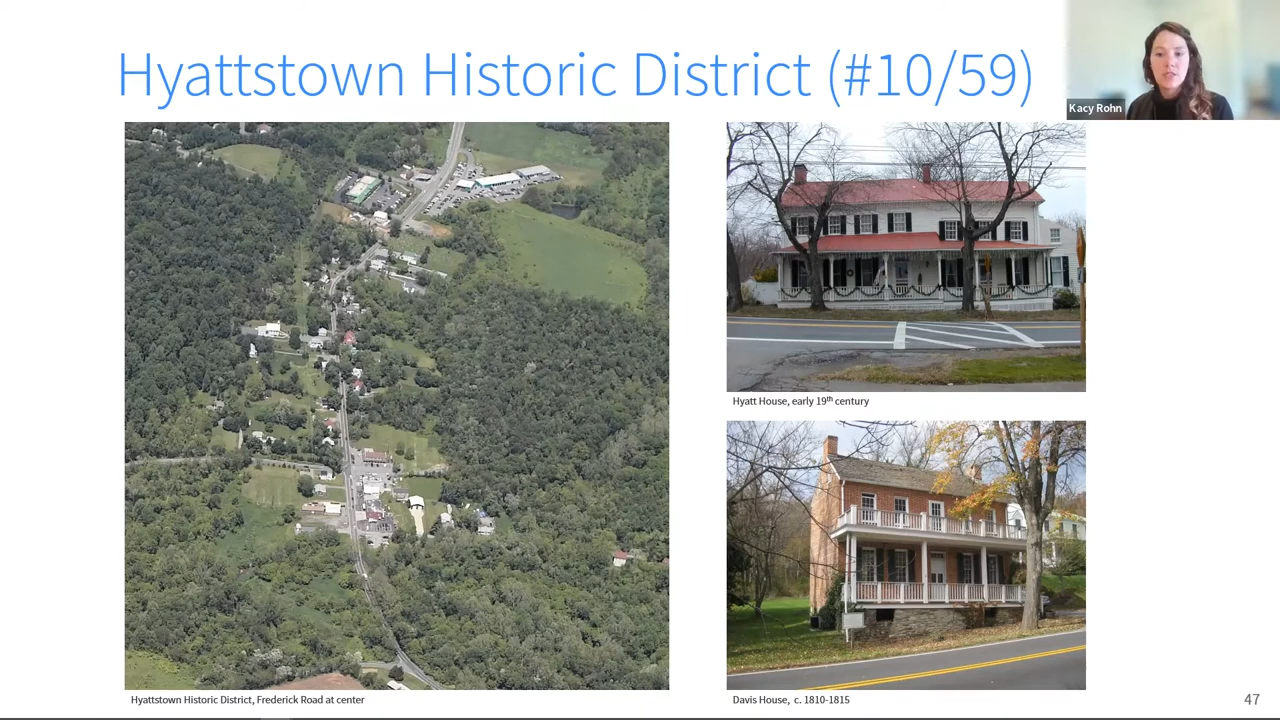 Hyattstown Historic District (#10/59)
Kacy Rohn
Hyatt House, early 19th century
Hyattstown Historic District, Frederick Road at center
Davis House, c. 1810-1815
47